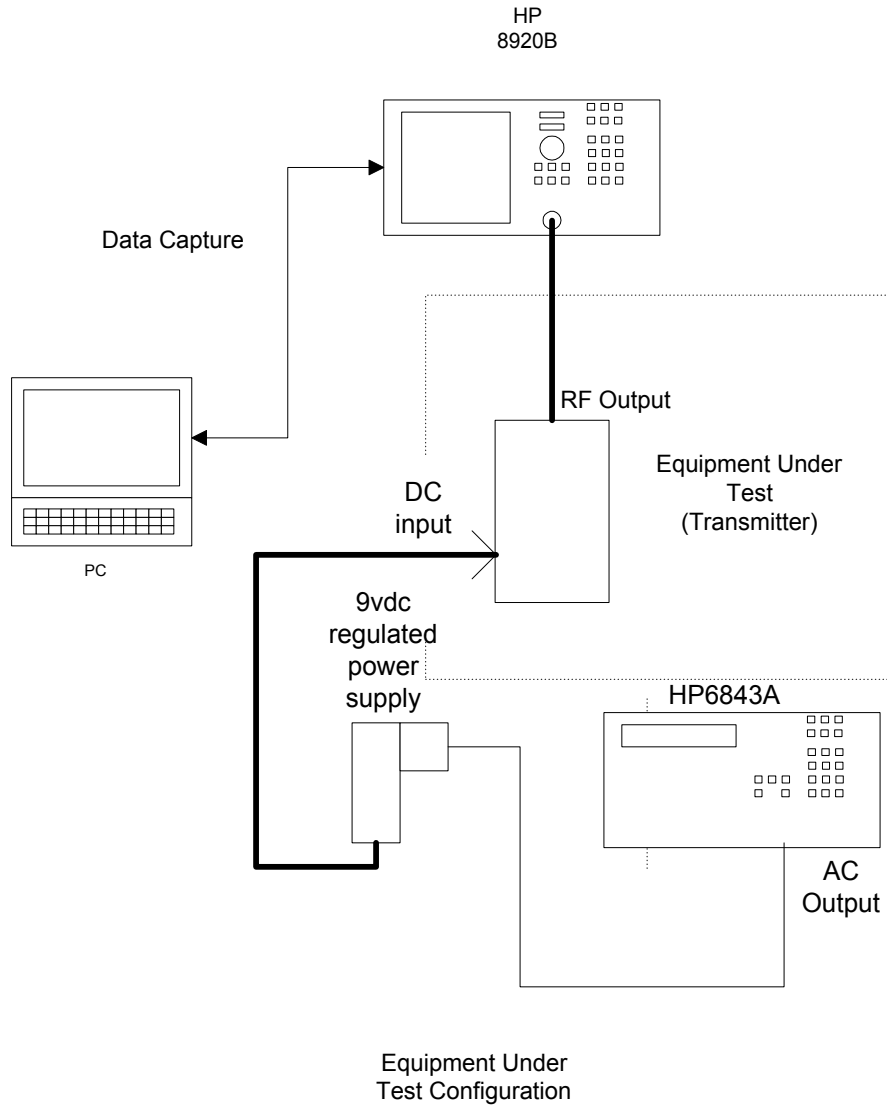 HP
8920B
Data Capture
RF Output
Equipment Under
Test
(Transmitter)
DC
input
PC
9vdc
regulated
power
supply
HP6843A
AC
Output
Equipment Under
Test Configuration